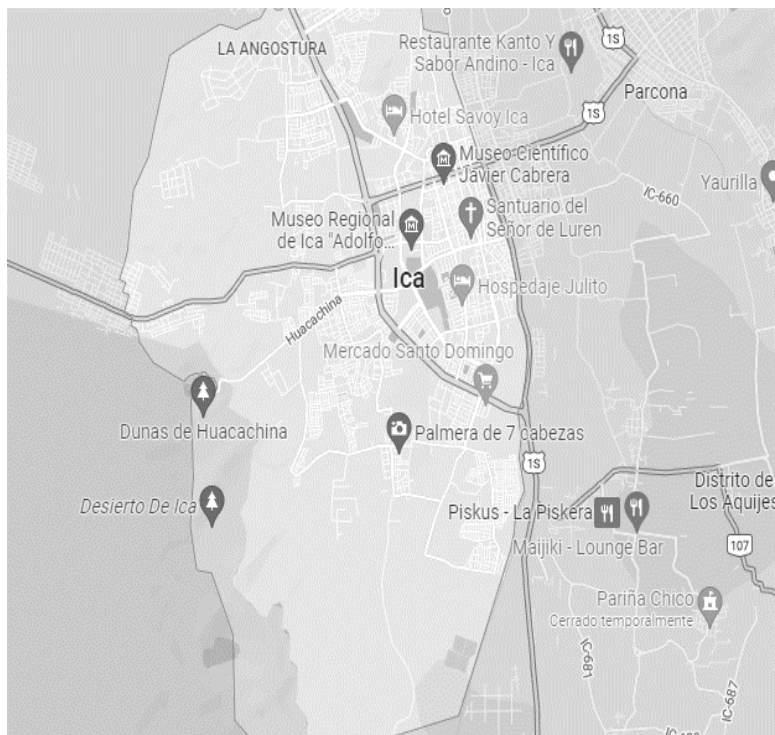 LA ANGOSTURA
Restaurante Kanto Y
Sabor Andino - Ica
1S
Parcona
Hotel Savoy Ica
1S
Museo Científico
Javier Cabrera
Yaurilla
IC-660
Museo Regional
de Ica "Adolfo...
Santuario del
Señor de Luren
Ica
Hospedaje Julito
Huacachina
Mercado Santo Domingo
Dunas de Huacachina
Palmera de 7 cabezas
1S
Desierto De Ica
Piskus - La Piskera
Distrito de
Los Aquijes
Maijiki - Lounge Bar
107
Pariña Chico
Cerrado temporalmente
IC-681
IC-687